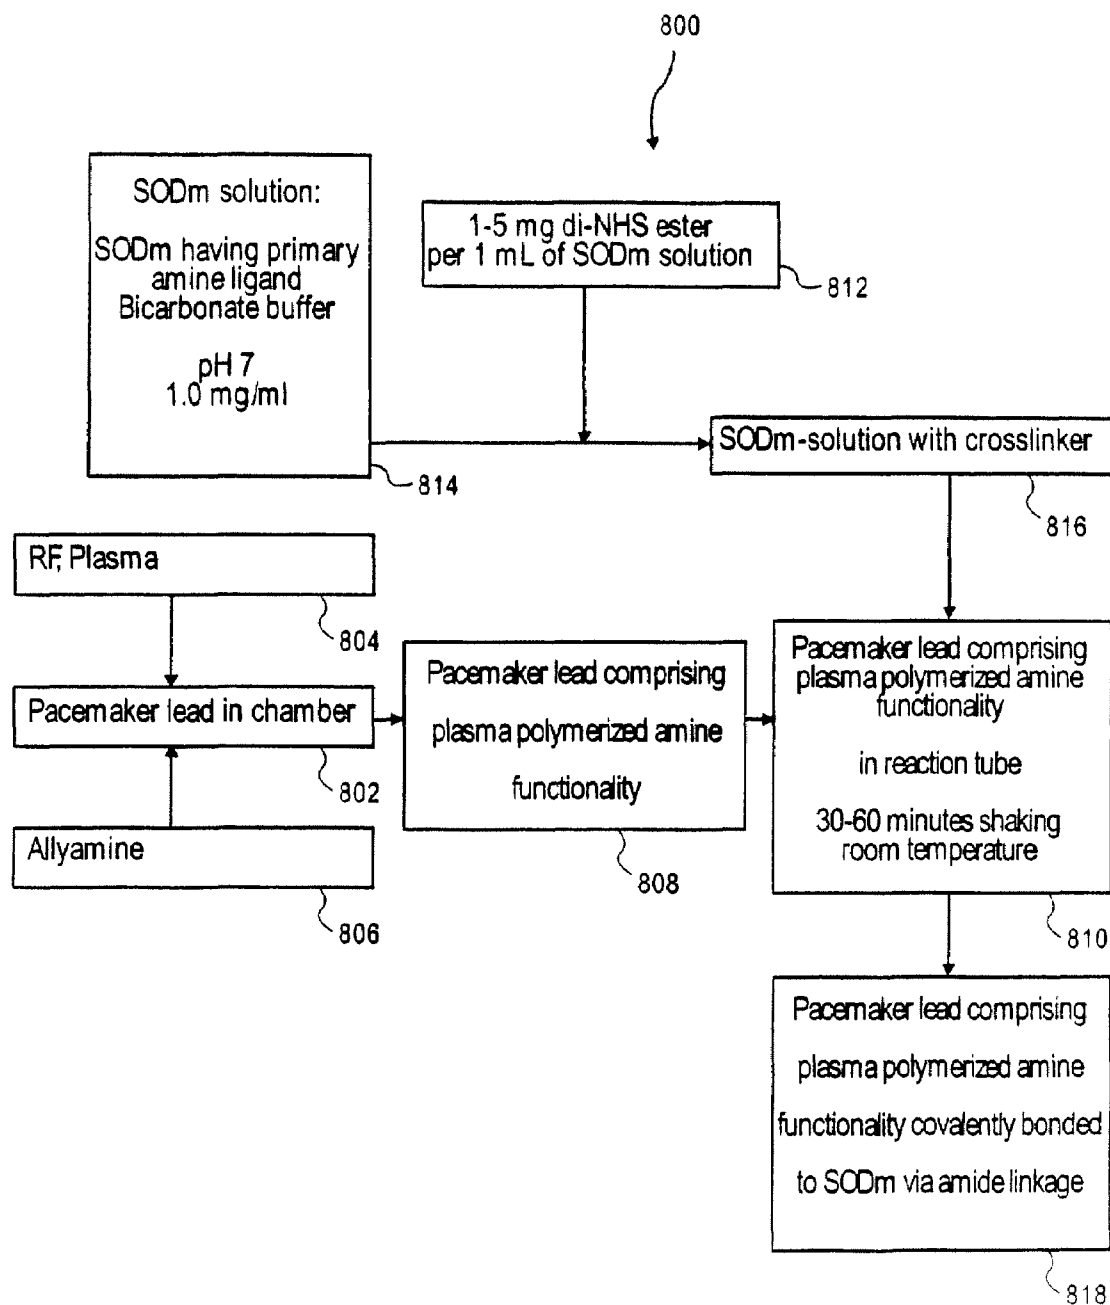 800
SODm solution:
SODm having primary
amine ligand
Bicarbonate buffer
pH 7
1.0 mg/ml
814
1-5 mg di-NHS ester
per 1 mL of SODm solution
812
SODm-solution with crosslinker
816
RF, Plasma
804
Pacemaker lead in chamber
802
Allyamine
806
Pacemaker lead comprising
plasma polymerized amine
functionality
808
Pacemaker lead comprising
plasma polymerized amine
functionality
in reaction tube
30-60 minutes shaking
room temperature
810
Pacemaker lead comprising
plasma polymerized amine
functionality covalently bonded
to SODm via amide linkage
818